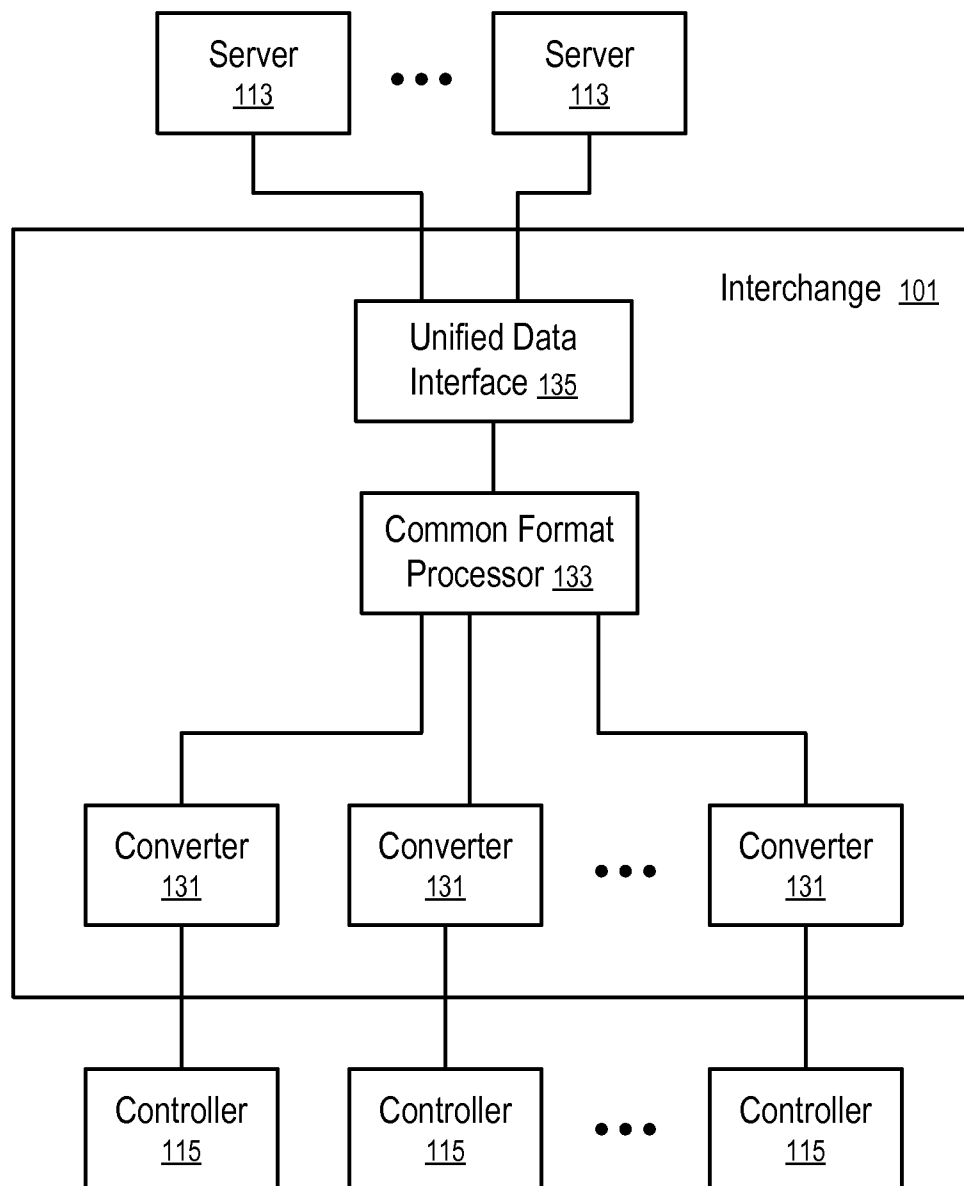 Server
113
Server
113
Interchange 101
Unified Data
Interface 135
Common Format
Processor 133
Converter
131
Converter
131
Converter
131
Controller
115
Controller
115
Controller
115